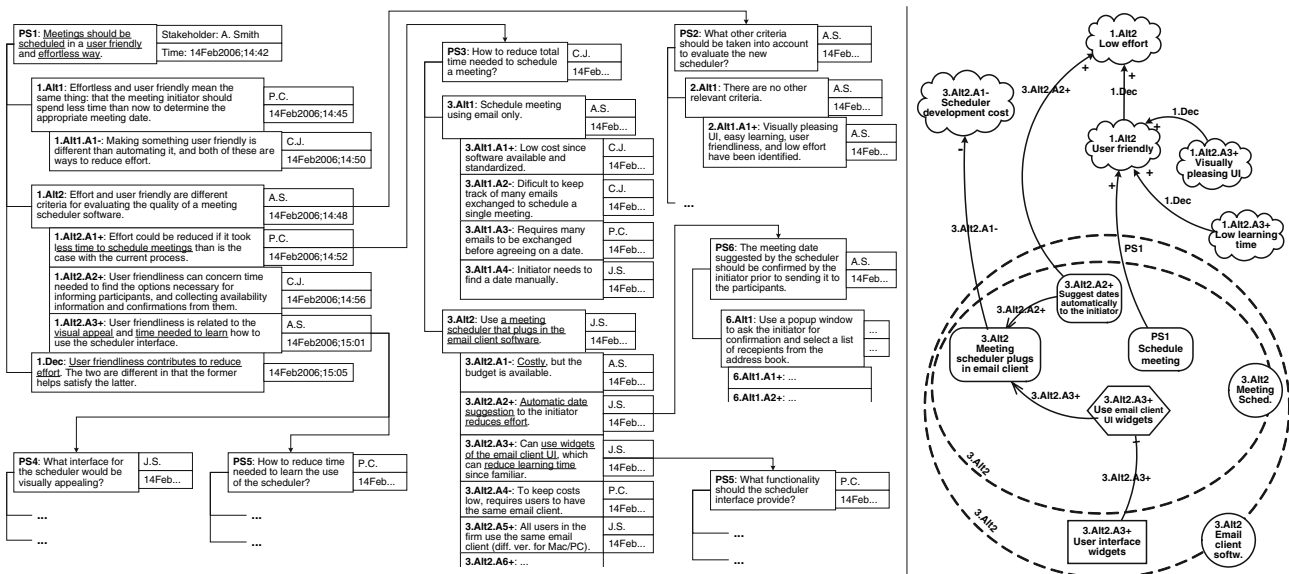 PS1: Meetings should be
scheduled in a user friendly
and effortless way.
Stakeholder: A. Smith
Time: 14Feb2006;14:42
1.Alt1: Effortless and user friendly mean the
same thing: that the meeting initiator should
spend less time than now to determine the
appropriate meeting date.
P.C.
14Feb2006;14:45
1.Alt1.A1-: Making something user friendly is
different than automating it, and both of these are
ways to reduce effort.
C.J.
14Feb2006;14:50
1.Alt2: Effort and user friendly are different
criteria for evaluating the quality of a meeting
scheduler software.
A.S.
14Feb2006;14:48
1.Alt2.A1+: Effort could be reduced if it took
less time to schedule meetings than is the
case with the current process.
P.C.
14Feb2006;14:52
1.Alt2.A2+: User friendliness can concern time
needed to find the options necessary for
informing participants, and collecting availability
information and confirmations from them.
C.J.
14Feb2006;14:56
1.Alt2.A3+: User friendliness is related to the
visual appeal and time needed to learn how to
use the scheduler interface.
A.S.
14Feb2006;15:01
1.Dec: User friendliness contributes to reduce
effort. The two are different in that the former
helps satisfy the latter.
14Feb2006;15:05
PS4: What interface for
the scheduler would be
visually appealing?
J.S.
14Feb...
...
...
PS5: How to reduce time
needed to learn the use
of the scheduler?
P.C.
14Feb...
...
...
PS3: How to reduce total
time needed to schedule
a meeting?
C.J.
14Feb...
3.Alt1: Schedule meeting
using email only.
A.S.
14Feb...
3.Alt1.A1+: Low cost since
software available and
standardized.
C.J.
14Feb...
3.Alt1.A2-: Dificult to keep
track of many emails
exchanged to schedule a
single meeting.
C.J.
14Feb...
3.Alt1.A3-: Requires many
emails to be exchanged
before agreeing on a date.
P.C.
14Feb...
3.Alt1.A4-: Initiator needs to
find a date manually.
J.S.
14Feb...
3.Alt2: Use a meeting
scheduler that plugs in the
email client software.
J.S.
14Feb...
3.Alt2.A1-: Costly, but the
budget is available.
A.S.
14Feb...
3.Alt2.A2+: Automatic date
suggestion to the initiator
reduces effort.
J.S.
14Feb...
3.Alt2.A3+: Can use widgets
of the email client UI, which
can reduce learning time
since familiar.
J.S.
14Feb...
3.Alt2.A4-: To keep costs
low, requires users to have
the same email client.
P.C.
14Feb...
3.Alt2.A5+: All users in the
firm use the same email
client (diff. ver. for Mac/PC).
J.S.
14Feb...
3.Alt2.A6+: ...
PS2: What other criteria
should be taken into account
to evaluate the new
scheduler?
A.S.
14Feb...
2.Alt1: There are no other
relevant criteria.
A.S.
14Feb...
2.Alt1.A1+: Visually pleasing
UI, easy learning, user
friendliness, and low effort
have been identified.
A.S.
14Feb...
...
PS6: The meeting date
suggested by the scheduler
should be confirmed by the
initiator prior to sending it to
the participants.
A.S.
14Feb...
6.Alt1: Use a popup window
to ask the initiator for
confirmation and select a list
of recepients from the
address book.
...
...
6.Alt1.A1+: ...
6.Alt1.A2+: ...
PS5: What functionality
should the scheduler
interface provide?
P.C.
14Feb...
...
...
1.Alt2
Low effort
+
+
3.Alt2.A1-
Scheduler
development cost
3.Alt2.A2+
1.Dec
1.Dec
1.Alt2
User friendly
+
+
+
1.Alt2.A3+
Visually
pleasing UI
-
1.Dec
1.Alt2.A3+
Low learning
time
3.Alt2.A1-
PS1
3.Alt2.A2+
Suggest dates
automatically
to the initiator
3.Alt2.A2+
3.Alt2
Meeting
scheduler plugs
in email client
PS1
Schedule
meeting
3.Alt2
Meeting
Sched.
3.Alt2.A3+
3.Alt2.A3+
Use email client
UI widgets
3.Alt2
3.Alt2.A3+
3.Alt2
3.Alt2.A3+
User interface
widgets
3.Alt2
Email
client
softw.